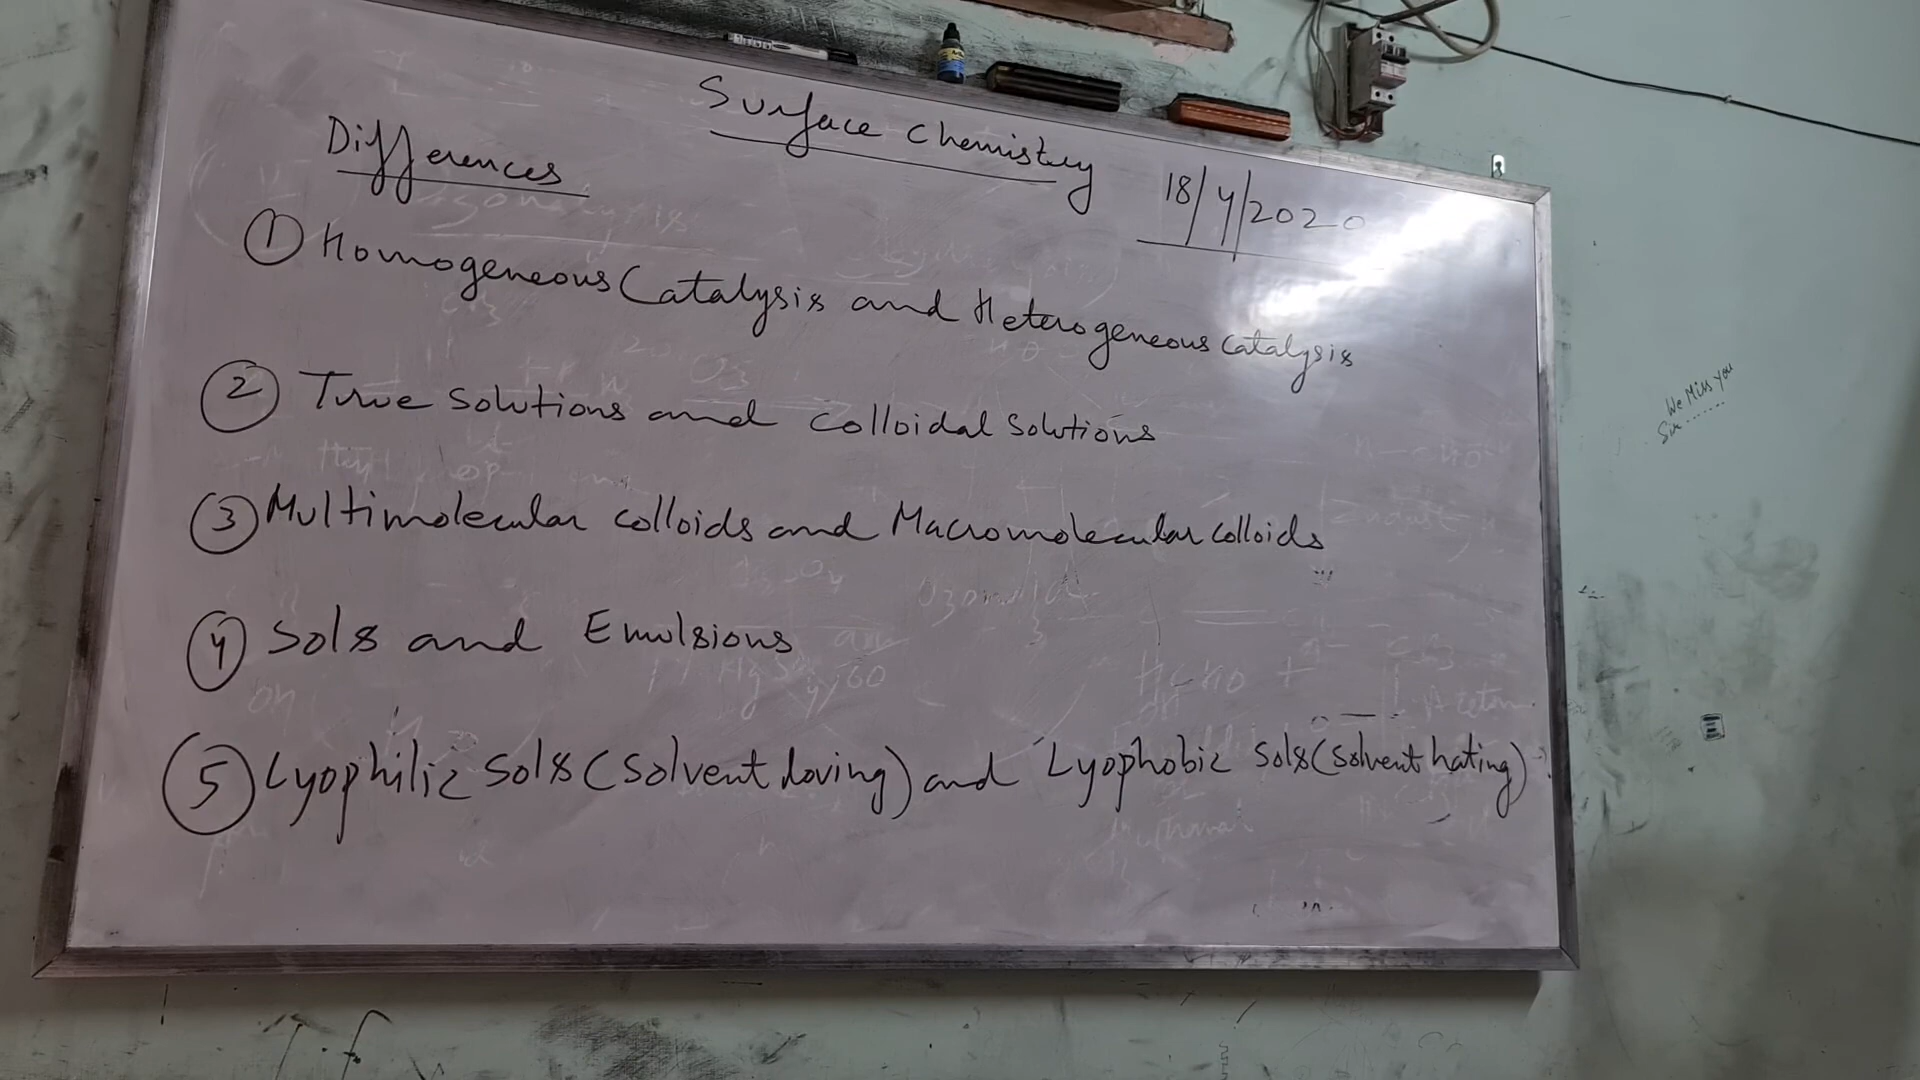 Surface Chemistry
Differences
18/4/2020
① Homogeneous Catalysis and Heterogeneous catalysis
② True Solutions and Colloidal Solutions
③ Multimolecular colloids and Macromolecular colloids
④ Sols and Emulsions
⑤ Lyophilic Sols (Solvent loving) and Lyophobic Sols (Solvent hating)
We Miss You
Sir.......